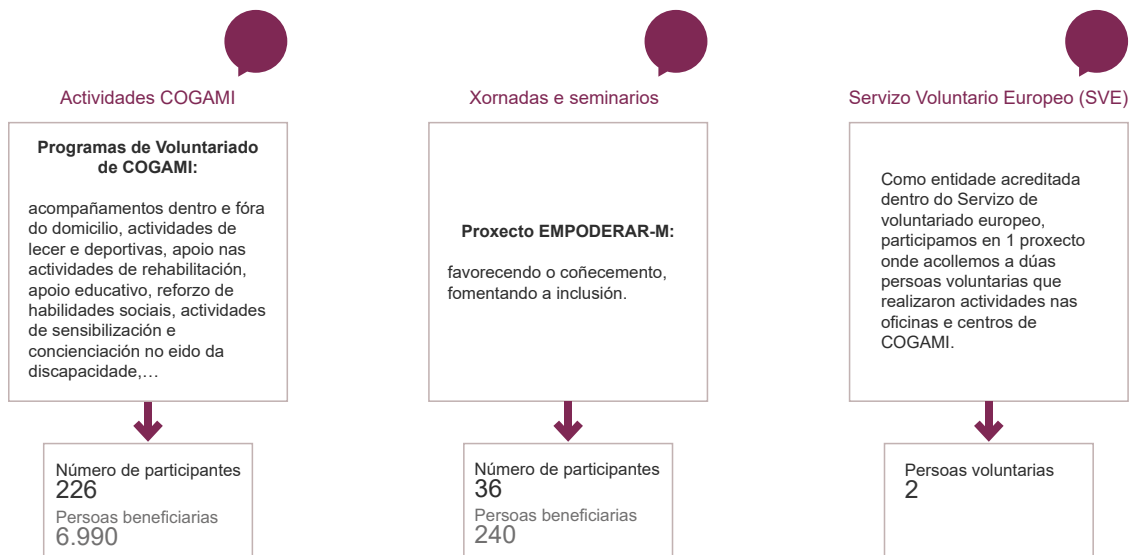 Actividades COGAMI
Programas de Voluntariado
de COGAMI:
acompañamentos dentro e fóra
do domicilio, actividades de
lecer e deportivas, apoio nas
actividades de rehabilitación,
apoio educativo, reforzo de
habilidades sociais, actividades
de sensibilización e
concienciación no eido da
discapacidade,…
Número de participantes
226
Persoas beneficiarias
6.990
Xornadas e seminarios
Proxecto EMPODERAR-M:
favorecendo o coñecemento,
fomentando a inclusión.
Número de participantes
36
Persoas beneficiarias
240
Servizo Voluntario Europeo (SVE)
Como entidade acreditada
dentro do Servizo de
voluntariado europeo,
participamos en 1 proxecto
onde acollemos a dúas
persoas voluntarias que
realizaron actividades nas
oficinas e centros de
COGAMI.
Persoas voluntarias
2